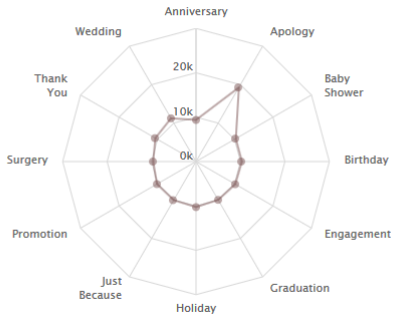 Anniversary
Wedding
Apology
Thank
You
20k
Baby
Shower
10k
Surgery
0k
Birthday
Promotion
Engagement
Just
Because
Graduation
Holiday